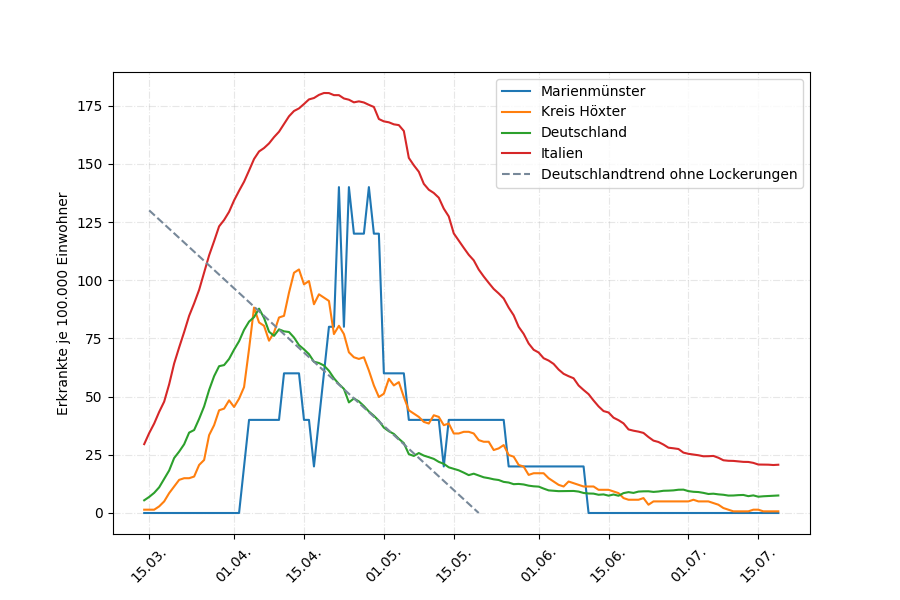 Erkrankte je 100.000 Einwohner
175
150
125
100
75
50
25
0
Marienmünster
Kreis Höxter
Deutschland
Italien
Deutschlandtrend ohne Lockerungen
15.03.
01.04.
15.04.
01.05.
15.05.
01.06.
15.06.
01.07.
15.07.